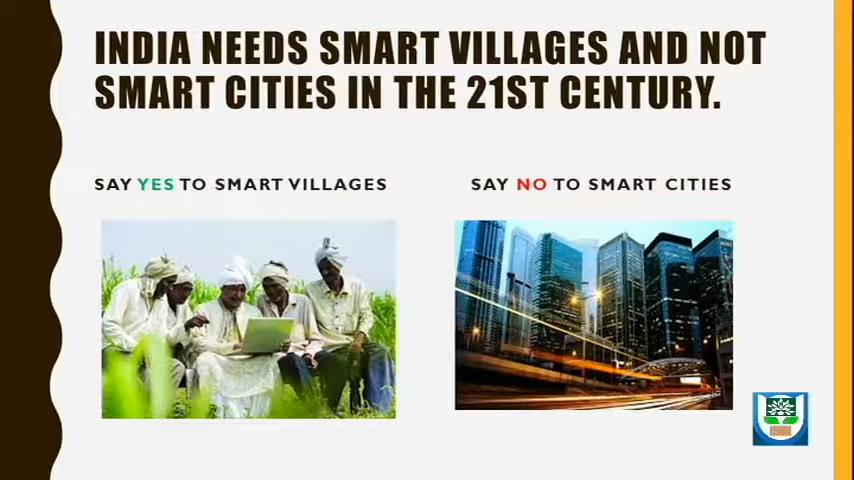 INDIA NEEDS SMART VILLAGES AND NOT
SMART CITIES IN THE 21ST CENTURY.
SAY YES TO SMART VILLAGES
SAY NO TO SMART CITIES